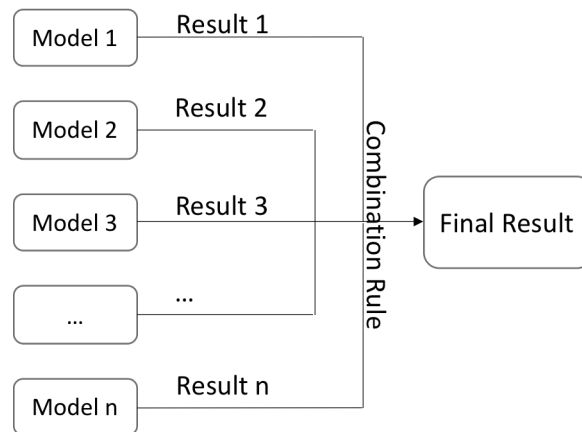 Model 1
Result 1
Model 2
Result 2
Model 3
Result 3
...
...
Model n
Result n
Combination Rule
Final Result